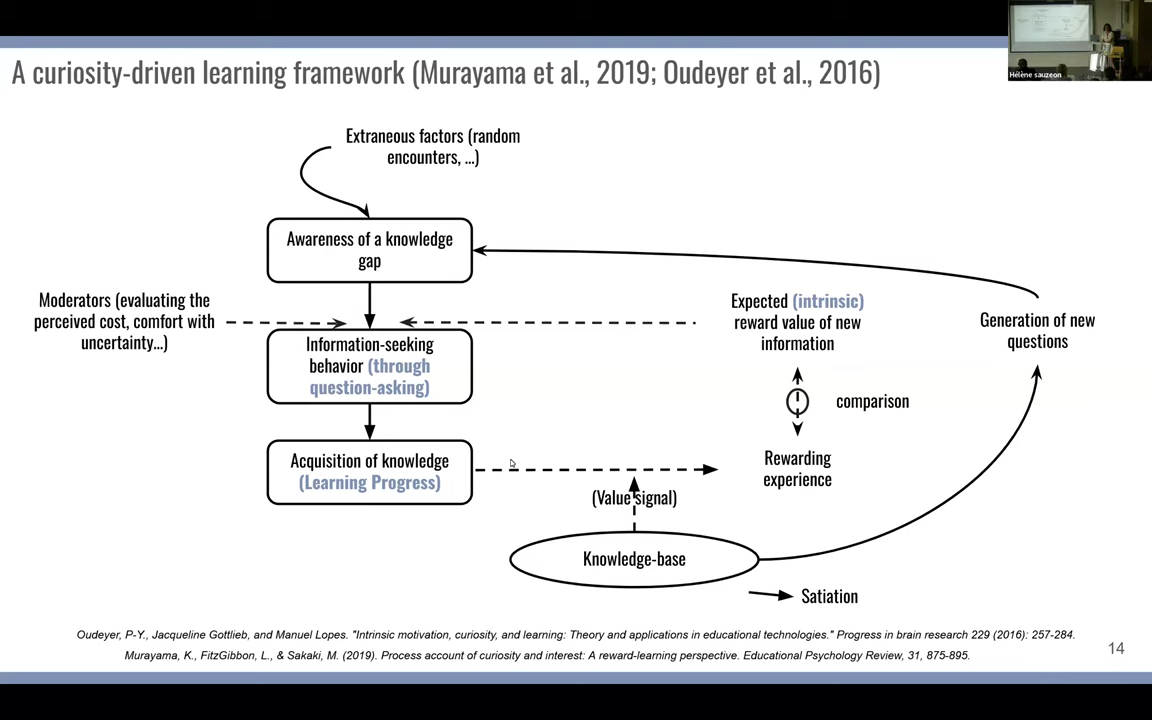 A curiosity-driven learning framework (Murayama et al., 2019; Oudeyer et al., 2016)
Hélène sauzeon
Extraneous factors (random
encounters, ...)
Awareness of a knowledge
gap
Moderators (evaluating the
perceived cost, comfort with
uncertainty...)
Information-seeking
behavior (through
question-asking)
Expected (intrinsic)
reward value of new
information
Generation of new
questions
comparison
Acquisition of knowledge
(Learning Progress)
Rewarding
experience
(Value signal)
Knowledge-base
Satiation
Oudeyer, P-Y., Jacqueline Gottlieb, and Manuel Lopes. "Intrinsic motivation, curiosity, and learning: Theory and applications in educational technologies." Progress in brain research 229 (2016): 257-284.
Murayama, K., FitzGibbon, L., & Sakaki, M. (2019). Process account of curiosity and interest: A reward-learning perspective. Educational Psychology Review, 31, 875-895.
14